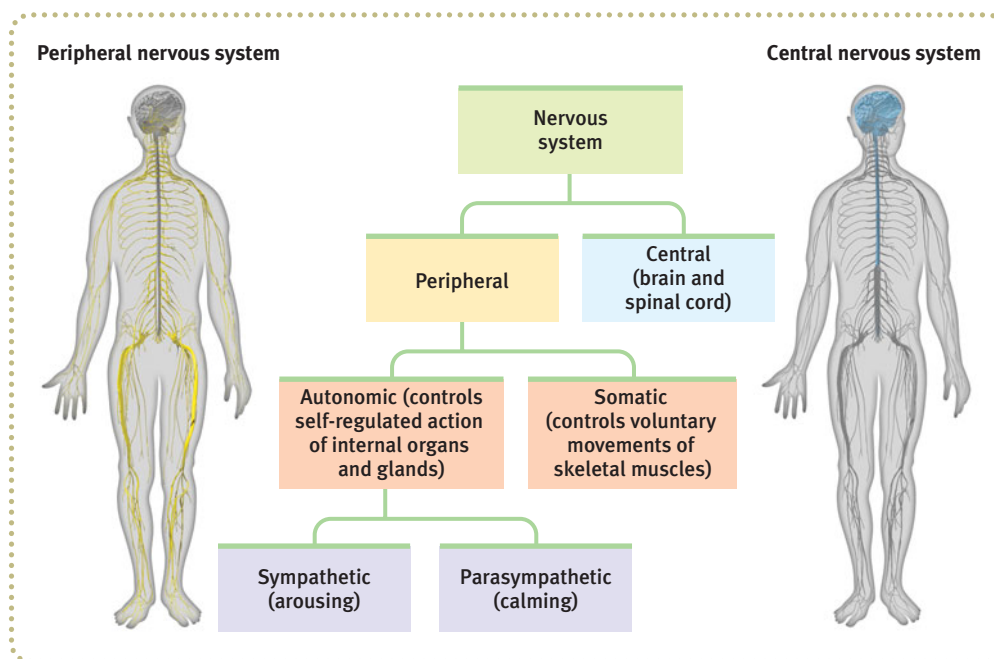 Peripheral nervous system
Central nervous system
Nervous
system
Peripheral
Central
(brain and
spinal cord)
Autonomic (controls
self-regulated action
of internal organs
and glands)
Somatic
(controls voluntary
movements of
skeletal muscles)
Sympathetic
(arousing)
Parasympathetic
(calming)